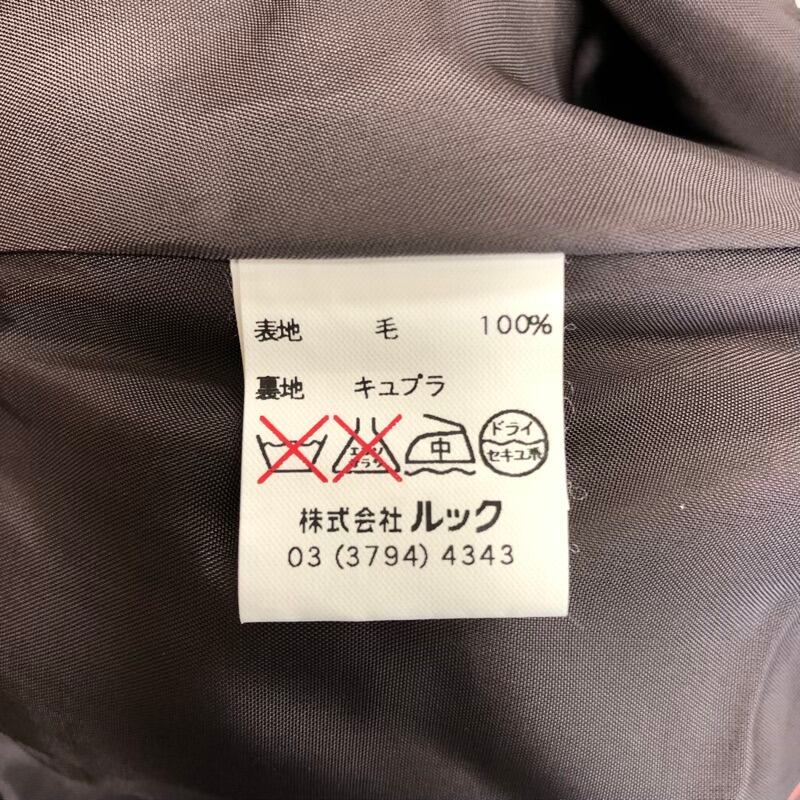 表地 毛 100%
裏地 キュプラ
エンソ サラシ 中 ドライ セキユ系
株式会社 ルック
03 (3794) 4343